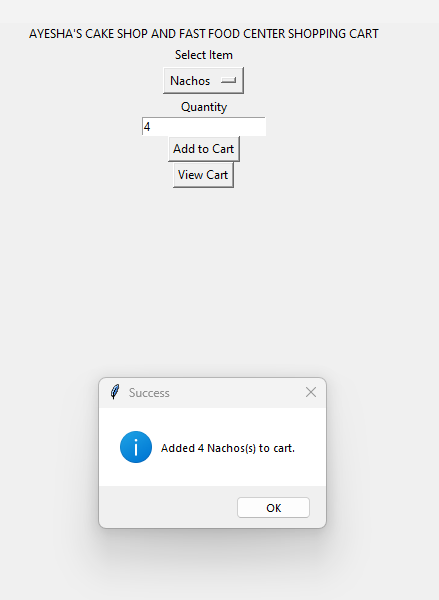 AYESHA'S CAKE SHOP AND FAST FOOD CENTER SHOPPING CART
Select Item
Nachos
Quantity
4
Add to Cart
View Cart
Success
Added 4 Nachos(s) to cart.
OK